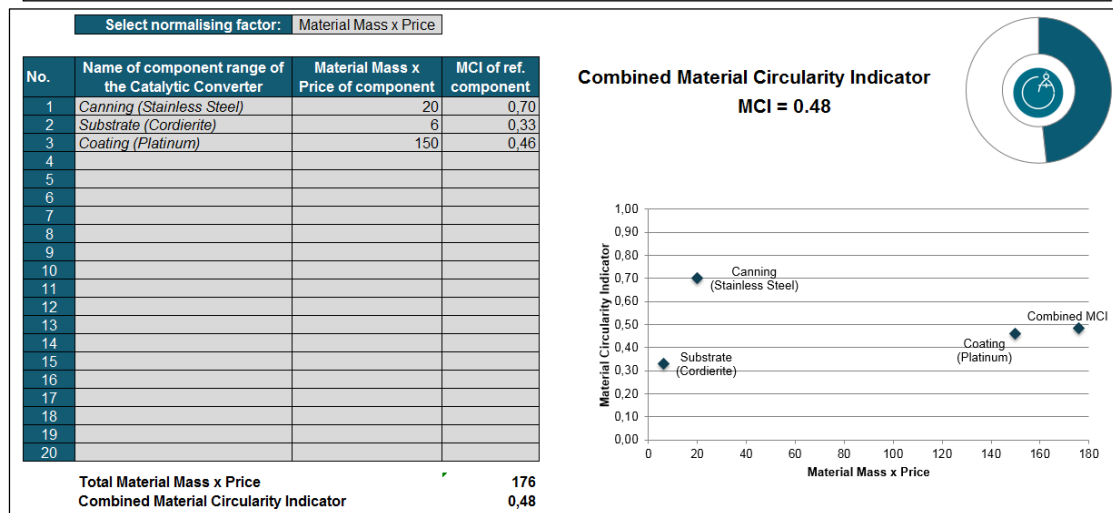 Select normalising factor: Material Mass x Price
No. Name of component range of the Catalytic Converter Material Mass x Price of component MCI of ref. component
1 Canning (Stainless Steel) 20 0,70
2 Substrate (Cordierite) 6 0,33
3 Coating (Platinum) 150 0,46
4
5
6
7
8
9
10
11
12
13
14
15
16
17
18
19
20
Total Material Mass x Price 176
Combined Material Circularity Indicator 0,48
Combined Material Circularity Indicator
MCI = 0.48
Material Circularity Indicator
1,00
0,90
0,80
0,70
0,60
0,50
0,40
0,30
0,20
0,10
0,00
Canning
(Stainless Steel)
Combined MCI
Coating
(Platinum)
Substrate
(Cordierite)
0 20 40 60 80 100 120 140 160 180
Material Mass x Price